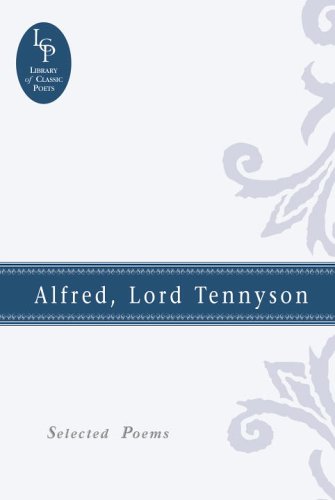 LCP
LIBRARY
of CLASSIC
POETS
Alfred, Lord Tennyson
Selected Poems